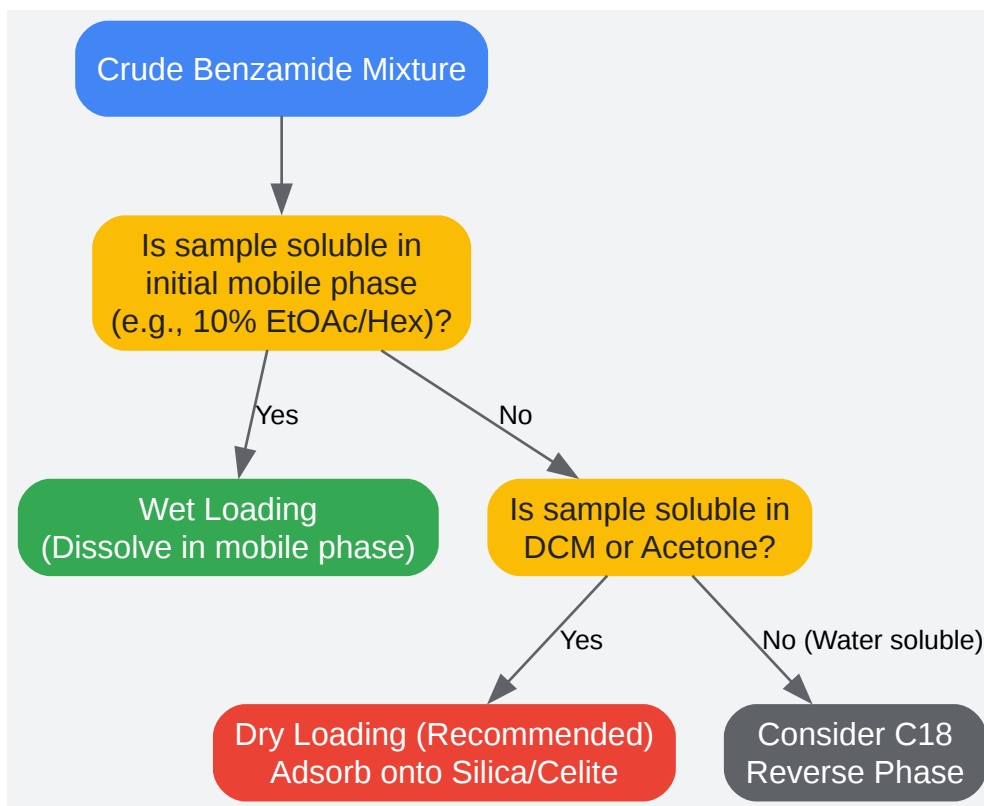 Crude Benzamide Mixture
Is sample soluble in
initial mobile phase
(e.g., 10% EtOAc/Hex)?
Yes
No
Wet Loading
(Dissolve in mobile phase)
Is sample soluble in
DCM or Acetone?
Yes
No (Water soluble)
Dry Loading (Recommended)
Adsorb onto Silica/Celite
Consider C18
Reverse Phase